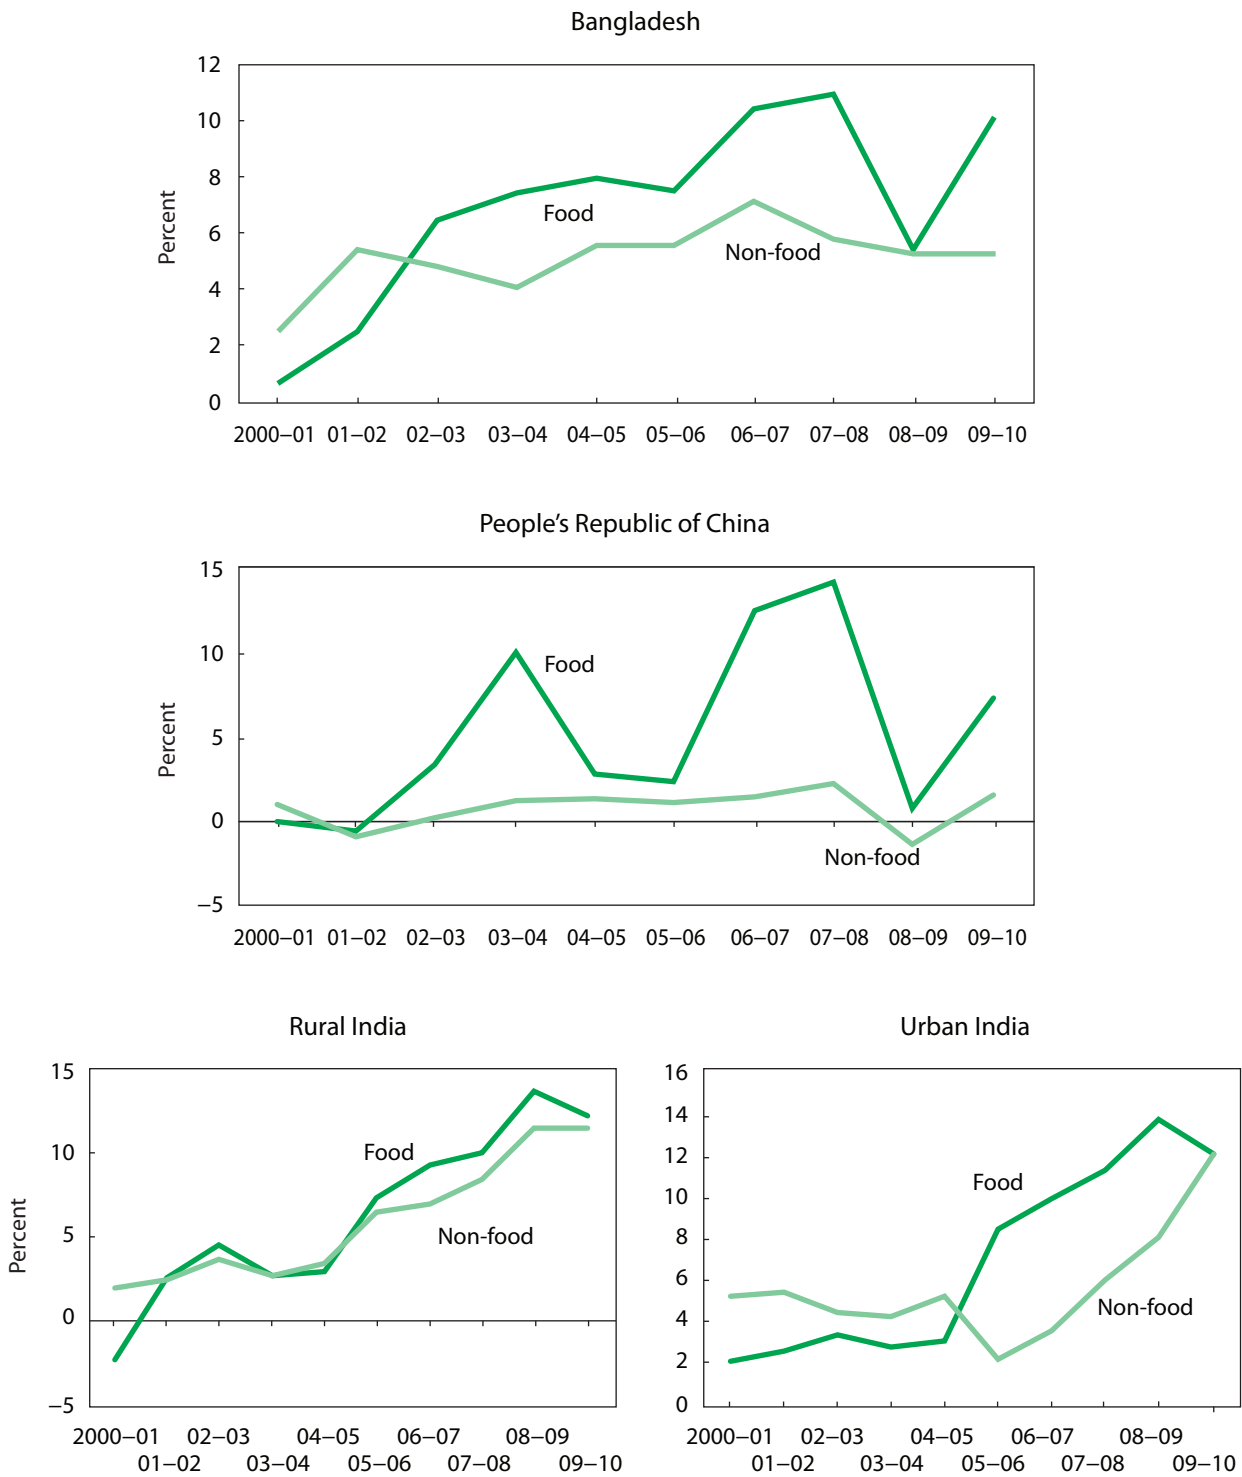 Bangladesh
12
10
8
6
4
2
0
Percent
Food
Non-food
2000–01 01–02 02–03 03–04 04–05 05–06 06–07 07–08 08–09 09–10
People’s Republic of China
15
10
5
0
–5
Percent
Food
Non-food
2000–01 01–02 02–03 03–04 04–05 05–06 06–07 07–08 08–09 09–10
Rural India
15
10
5
0
–5
Percent
Food
Non-food
2000–01 02–03 04–05 06–07 08–09
01–02 03–04 05–06 07–08 09–10
Urban India
16
14
12
10
8
6
4
2
0
Food
Non-food
2000–01 02–03 04–05 06–07 08–09
01–02 03–04 05–06 07–08 09–10